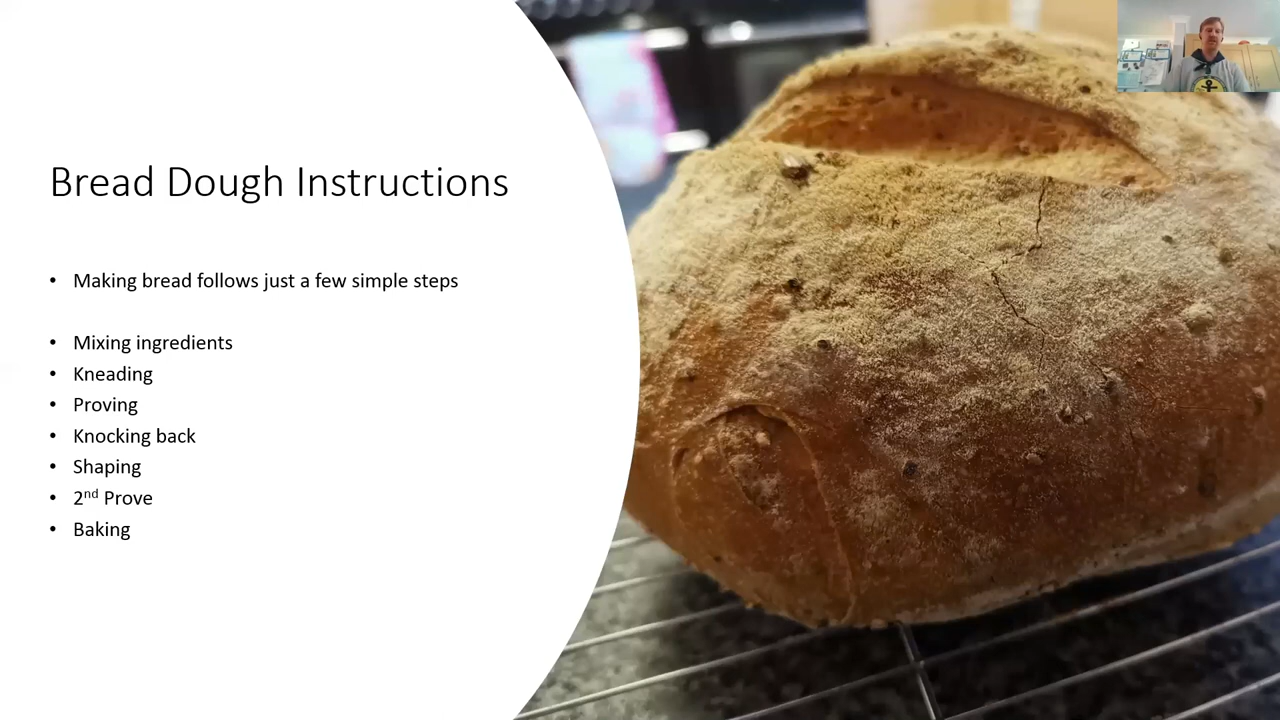 Bread Dough Instructions
• Making bread follows just a few simple steps
• Mixing ingredients
• Kneading
• Proving
• Knocking back
• Shaping
• 2nd Prove
• Baking